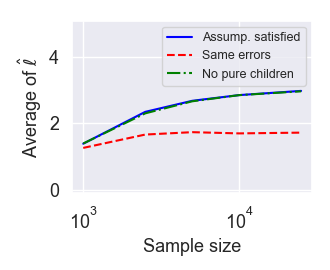 Average of ℓ̂
4
2
0
Assump. satisfied
Same errors
No pure children
10³
10⁴
Sample size